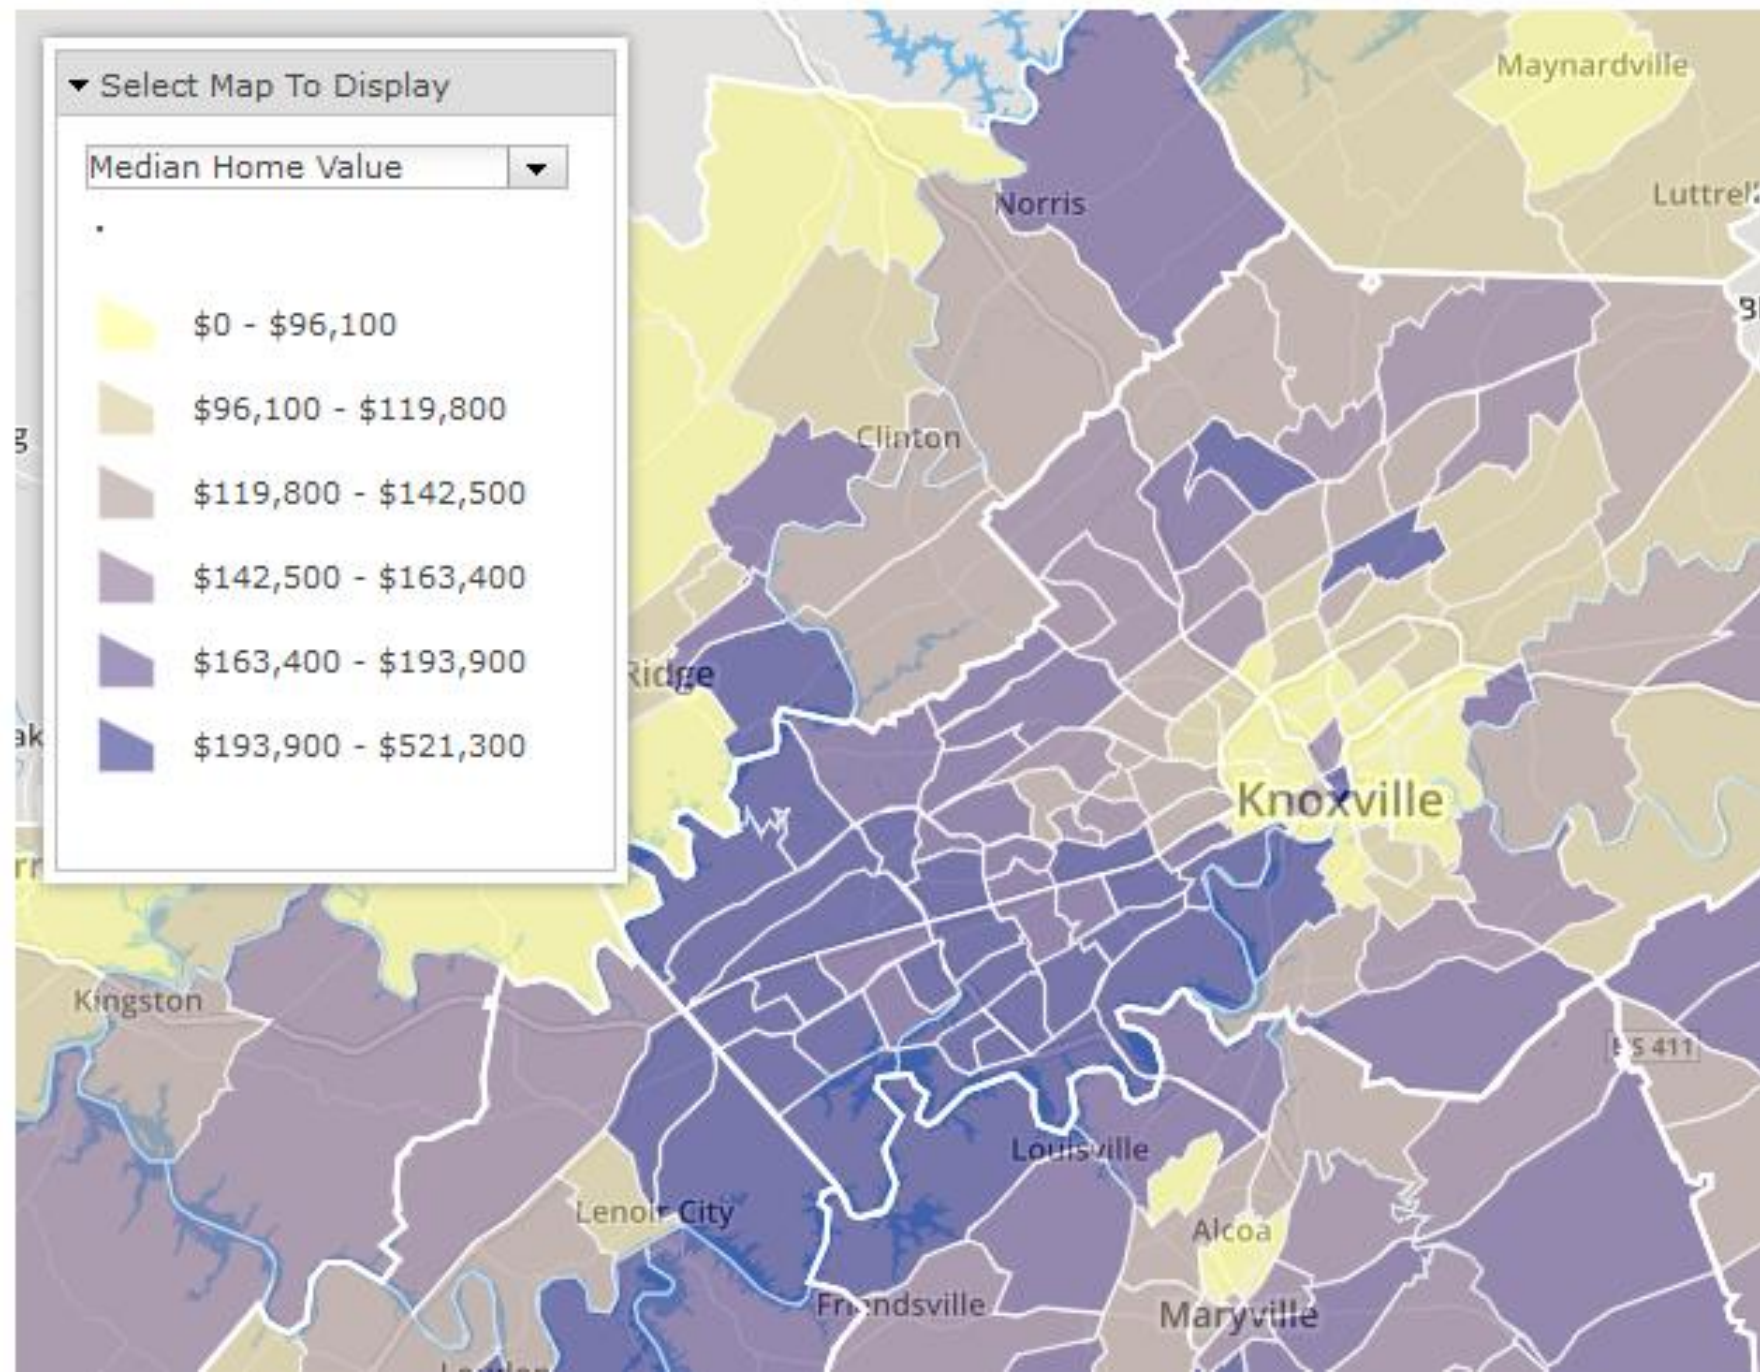 Select Map To Display
Median Home Value
$0 - $96,100
$96,100 - $119,800
$119,800 - $142,500
$142,500 - $163,400
$163,400 - $193,900
$193,900 - $521,300
Maynardville
Norris
Clinton
Ridge
Knoxville
Kingston
US 411
Louisville
Lenoir City
Alcoa
Friendsville
Maryville